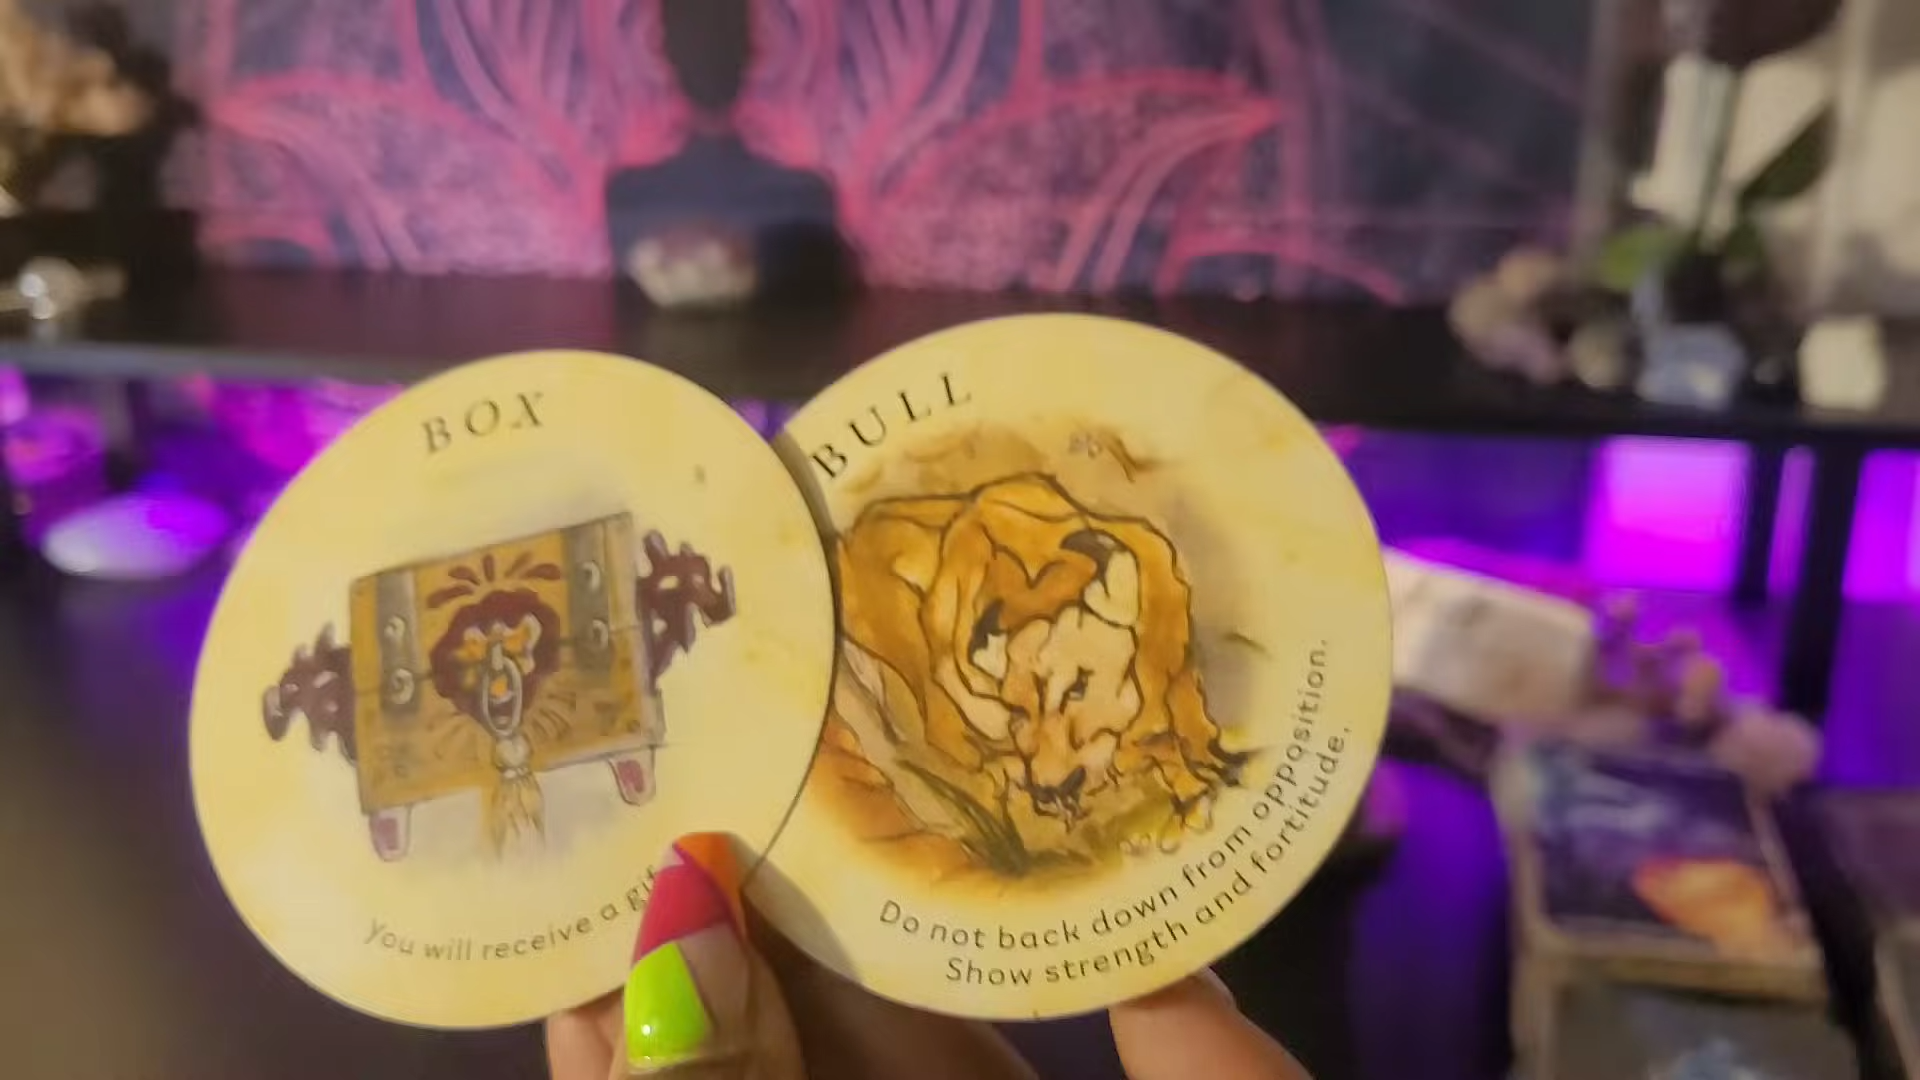 BOX
You will receive a
BULL
Do not back down from opposition.
Show strength and fortitude.